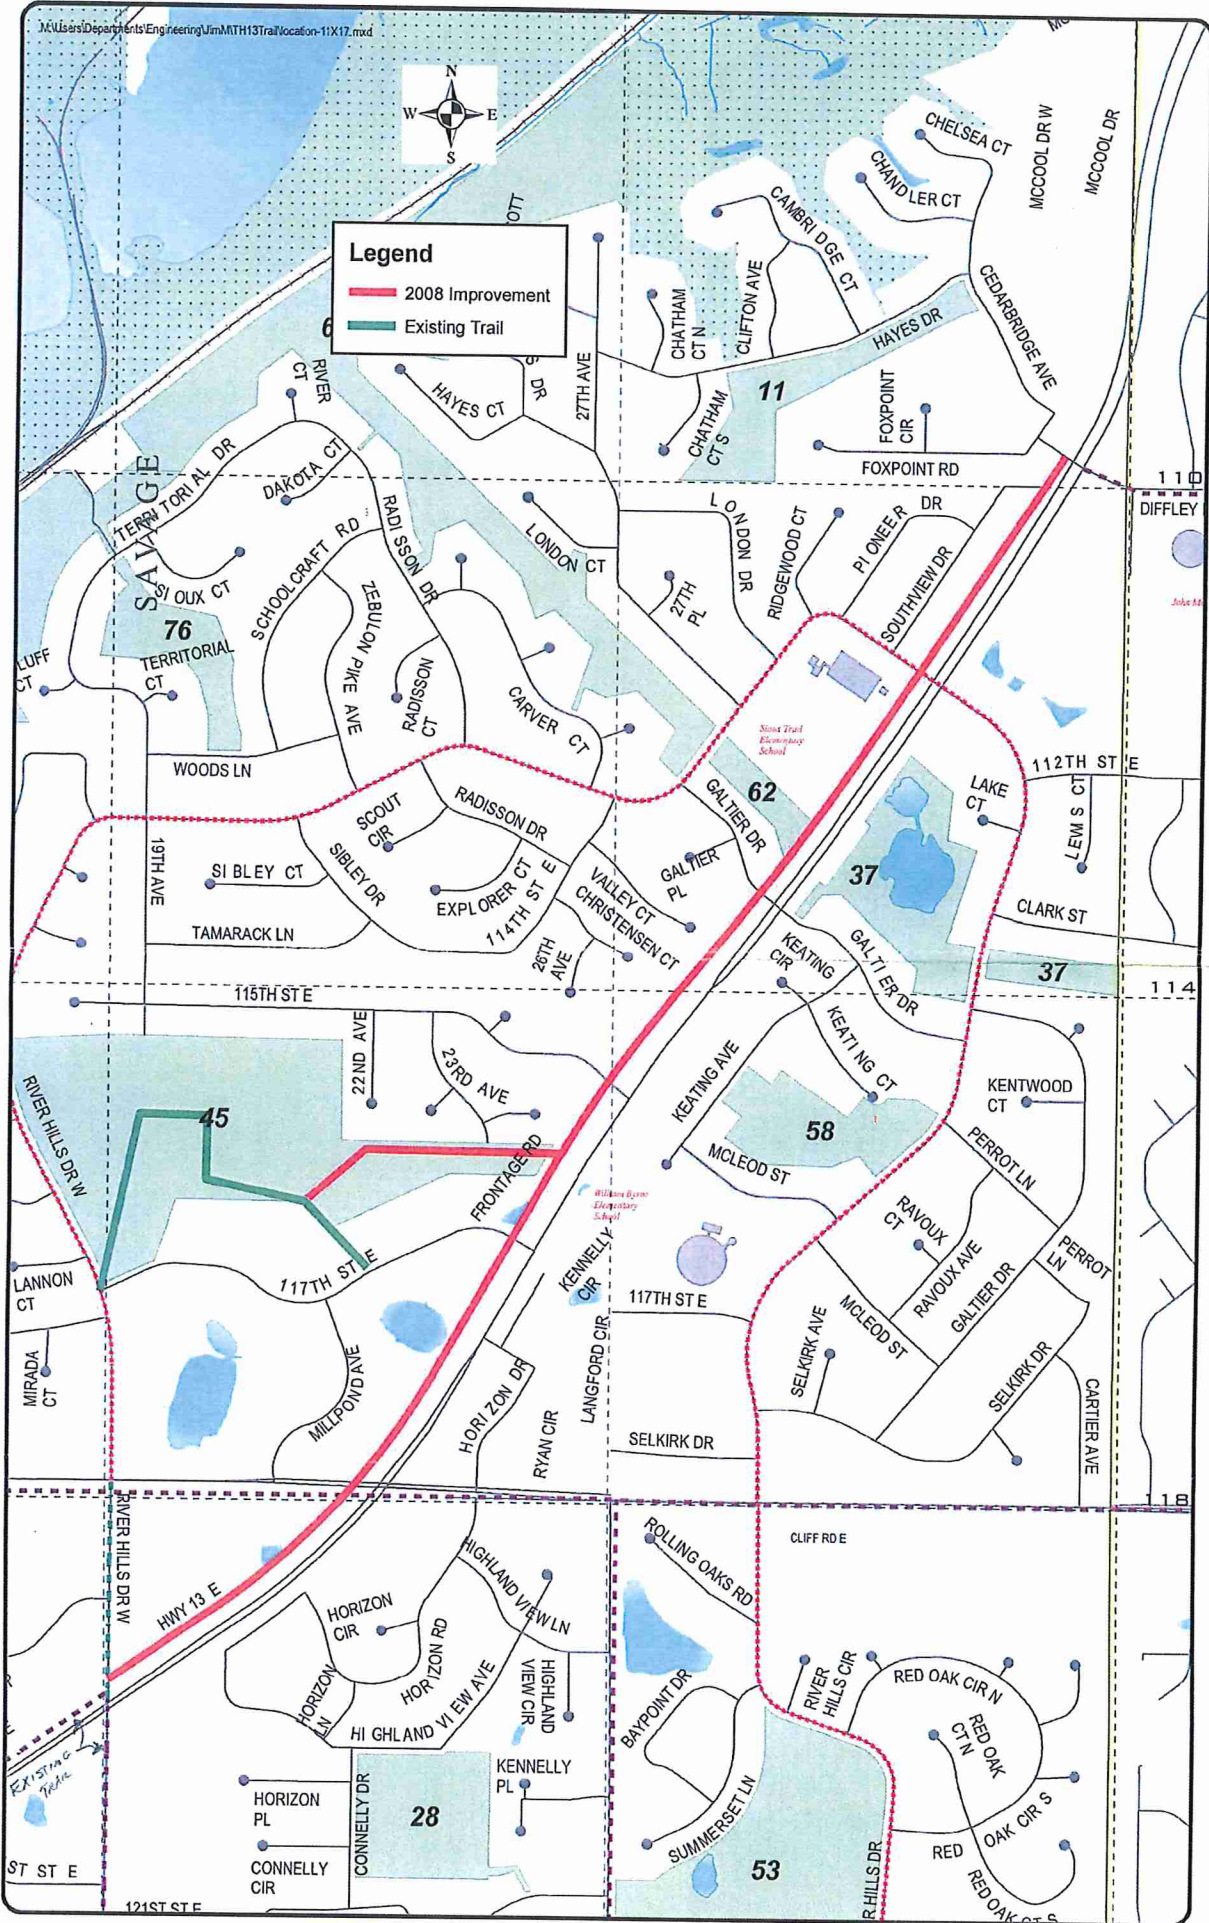 M:\Users\Departments\Engineering\JimM\TH13Trail\location-11X17.mxd
N
W
E
S
Legend
2008 Improvement
Existing Trail
CHELSEA CT
CHANDLER CT
MCCOOL DR W
MCCOOL DR
CAMBRIDGE CT
CLIFTON AVE
CHATHAM
CT N
HAYES DR
CEDARBRIDGE AVE
27TH AVE
RIVER
CT
HAYES CT
S DR
11
CHATHAM
CT S
FOXPOINT
CIR
FOXPOINT RD
110
DIFFLEY
TERRITORIAL DR
DAKOTA CT
RADISSON DR
SCHOOLCRAFT RD
SIOUX CT
ZEBULON PIKE AVE
LONDON CT
LONDON DR
RIDGEWOOD CT
PIONEER DR
SOUTHVIEW DR
27TH
PL
76
TERRITORIAL
CT
LUFF
CT
RADISSON
CT
CARVER CT
Sioux Trail
Elementary
School
WOODS LN
112TH ST E
LAKE
CT
LEWIS CT
62
GALTIER DR
GALTIER
PL
SCOUT
CIR
RADISSON DR
19TH AVE
SIBLEY CT
SIBLEY DR
EXPLORER CT
114TH ST E
VALLEY CT
CHRISTENSEN CT
26TH
AVE
37
CLARK ST
TAMARACK LN
KEATING
CIR
GALTIER DR
37
114
115TH ST E
22ND AVE
23RD AVE
KEATING AVE
KEATING CT
KENTWOOD
CT
RIVER HILLS DR W
45
58
PERROT LN
MCLEOD ST
FRONTAGE RD
William Byrne
Elementary
School
RAVOUX
CT
RAVOUX AVE
PERROT
LN
GALTIER DR
117TH ST E
KENNELLY
CIR
117TH ST E
LANNON
CT
MIRADA
CT
MILLPOND AVE
HORIZON DR
LANGFORD CIR
RYAN CIR
MCLEOD ST
SELKIRK AVE
SELKIRK DR
CARTIER AVE
SELKIRK DR
118
CLIFF RD E
RIVER HILLS DR W
HWY 13 E
HIGHLAND VIEW LN
ROLLING OAKS RD
HORIZON
CIR
HORIZON RD
HORIZON
LN
HIGHLAND VIEW AVE
HIGHLAND
VIEW CIR
BAYPOINT DR
RIVER
HILLS CIR
RED OAK CIR N
RED OAK
CT N
EXISTING
TRAIL
HORIZON
PL
CONNELLY DR
28
KENNELLY
PL
SUMMERSET LN
53
R HILLS DR
RED OAK CIR S
RED OAK CT S
CONNELLY
CIR
ST ST E
121ST ST E